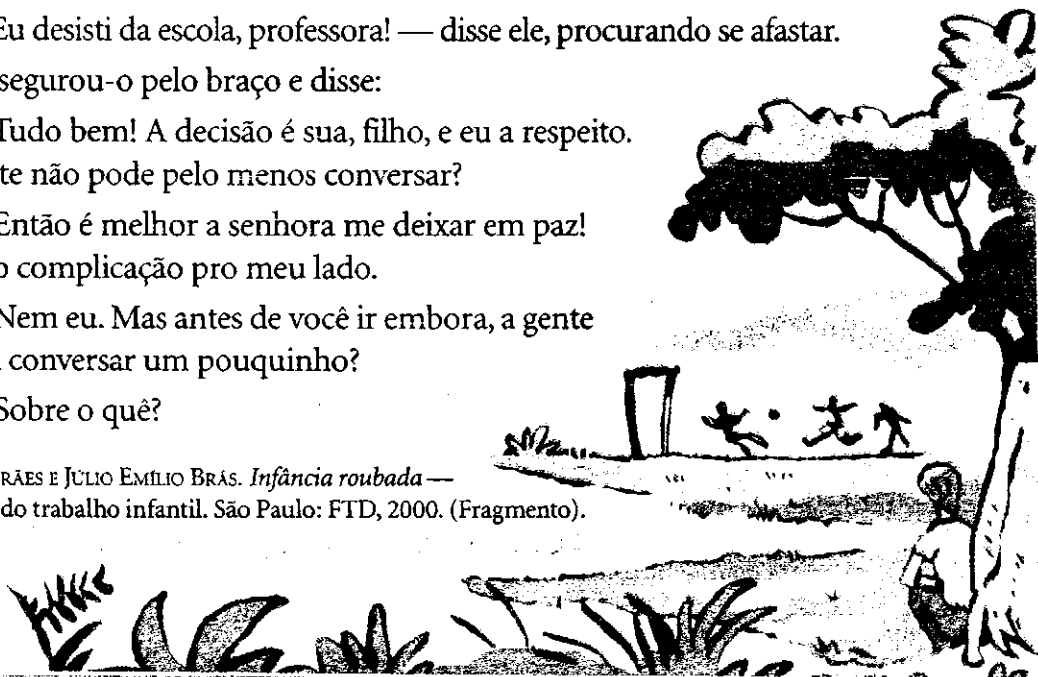 Eu desisti da escola, professora! — disse ele, procurando se afastar.
segurou-o pelo braço e disse:
Tudo bem! A decisão é sua, filho, e eu a respeito.
te não pode pelo menos conversar?
Então é melhor a senhora me deixar em paz!
complicação pro meu lado.
Nem eu. Mas antes de você ir embora, a gente
conversar um pouquinho?
Sobre o quê?
RÃES E JÚLIO EMÍLIO BRÁS. Infância roubada —
do trabalho infantil. São Paulo: FTD, 2000. (Fragmento).